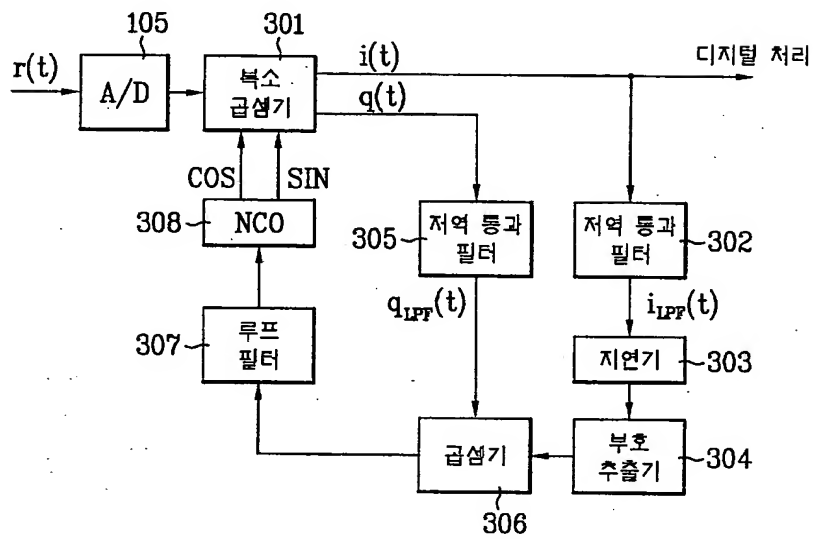 105
301
r(t)
A/D
복소
곱셈기
i(t)
q(t)
디지털 처리
COS
SIN
308
NCO
305
저역 통과
필터
저역 통과
필터
302
qLPF(t)
iLPF(t)
307
루프
필터
지연기
303
곱셈기
부호
추출기
304
306